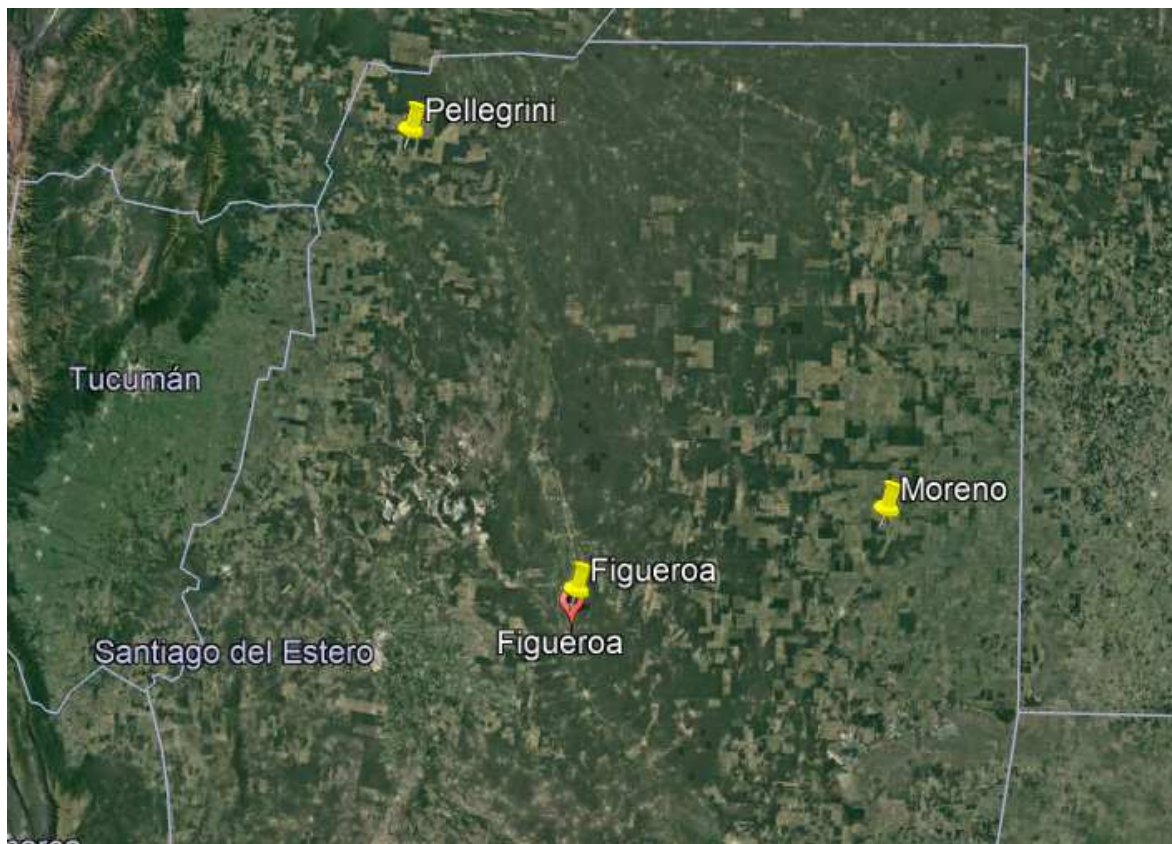 Pellegrini
Tucumán
Moreno
Figueroa
Figueroa
Santiago del Estero